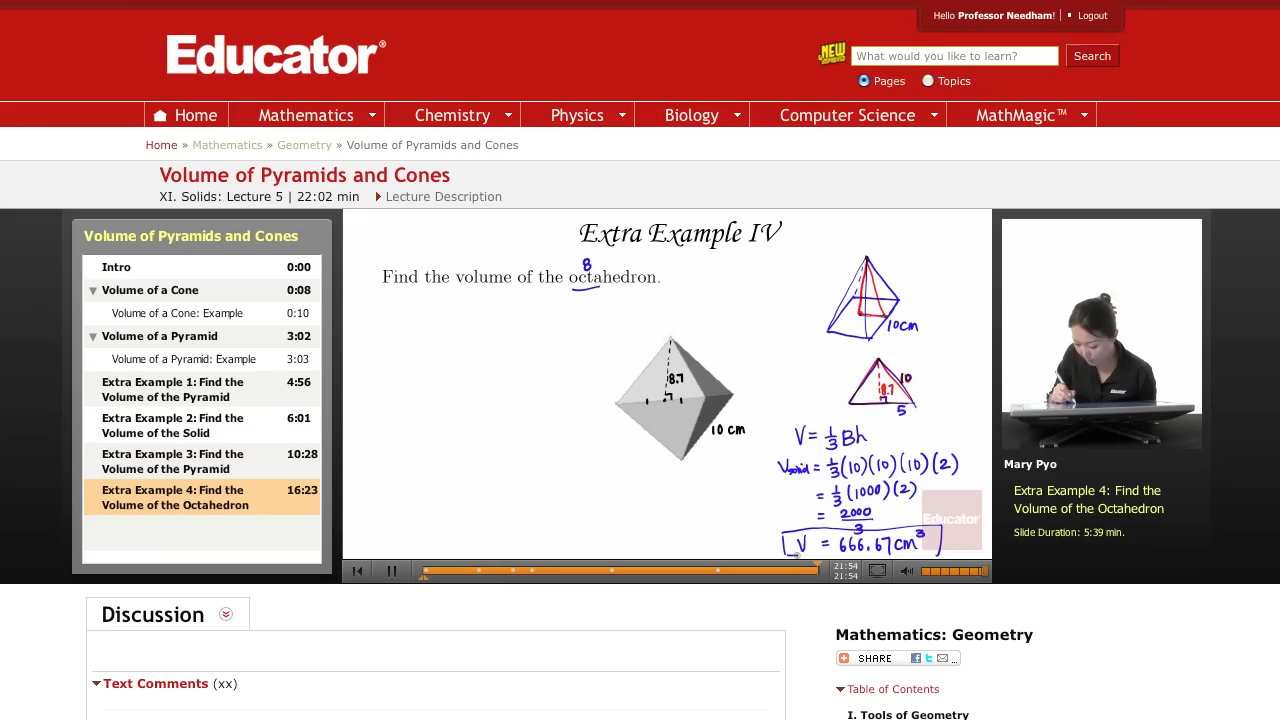 Hello Professor Needham! Logout
Educator®
NEW
What would you like to learn? Search
Pages Topics
Home Mathematics Chemistry Physics Biology Computer Science MathMagic™
Home » Mathematics » Geometry » Volume of Pyramids and Cones
Volume of Pyramids and Cones
XI. Solids: Lecture 5 | 22:02 min Lecture Description
Volume of Pyramids and Cones
Intro 0:00
Volume of a Cone 0:08
Volume of a Cone: Example 0:10
Volume of a Pyramid 3:02
Volume of a Pyramid: Example 3:03
Extra Example 1: Find the 4:56
Volume of the Pyramid
Extra Example 2: Find the 6:01
Volume of the Solid
Extra Example 3: Find the 10:28
Volume of the Pyramid
Extra Example 4: Find the 16:23
Volume of the Octahedron
Extra Example IV
8
Find the volume of the octahedron.
10cm
8.7
10 cm
10
8.7
5
V = 1/3 Bh
Vsolid = 1/3 (10)(10)(10)(2)
= 1/3 (1000)(2)
= 2000/3
V = 666.67 cm³
Educator
21:54
21:54
Educator
Mary Pyo
Extra Example 4: Find the
Volume of the Octahedron
Slide Duration: 5:39 min.
Discussion
Text Comments (xx)
Mathematics: Geometry
SHARE ...
Table of Contents
I. Tools of Geometry